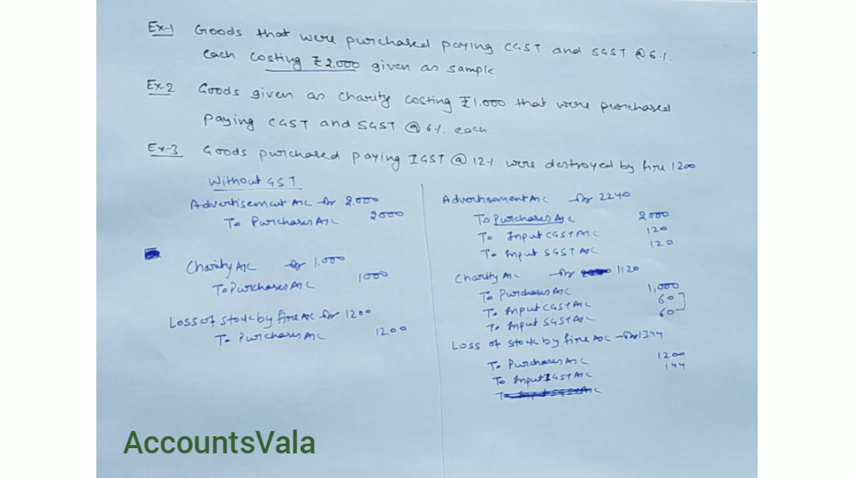 Ex-1 Goods that were purchased paying CGST and SGST @ 6%.
each costing ₹2.000 given as sample
Ex-2 Goods given as charity costing ₹1.000 that were purchased
paying CGST and SGST @ 6%. each.
Ex-3 Goods purchased paying IGST @ 12% were destroyed by fire. 1200
Without GST
Advertisement A/c Dr 2.000
To Purchases A/c 2000
Charity A/c Dr 1.000
To Purchases A/c 1000
Loss of stock by fire A/c Dr 1200
To Purchases A/c 1200
Advertisement A/c Dr 2240
To Purchases A/c 2000
To Input CGST A/c 120
To Input SGST A/c 120
Charity A/c Dr 1120
To Purchases A/c 1,000
To Input CGST A/c 60
To Input SGST A/c 60
Loss of stock by fire A/c Dr 1344
To Purchases A/c 1200
To Input IGST A/c 144
AccountsVala